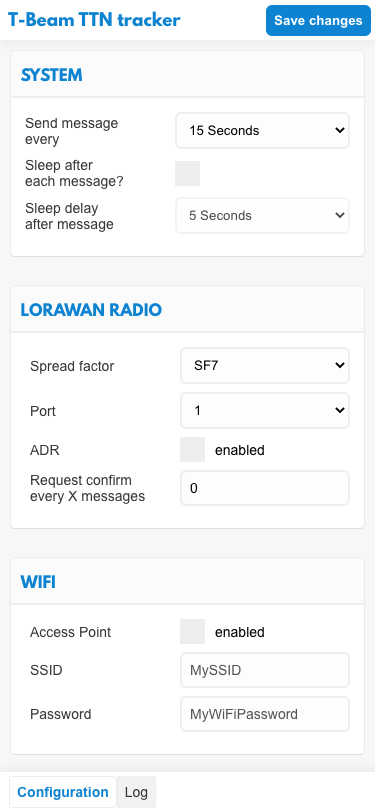 T-Beam TTN tracker
Save changes
SYSTEM
Send message
every
15 Seconds
Sleep after
each message?
Sleep delay
after message
5 Seconds
LORAWAN RADIO
Spread factor
SF7
Port
1
ADR
enabled
Request confirm
every X messages
0
WIFI
Access Point
enabled
SSID
MySSID
Password
MyWiFiPassword
Configuration
Log